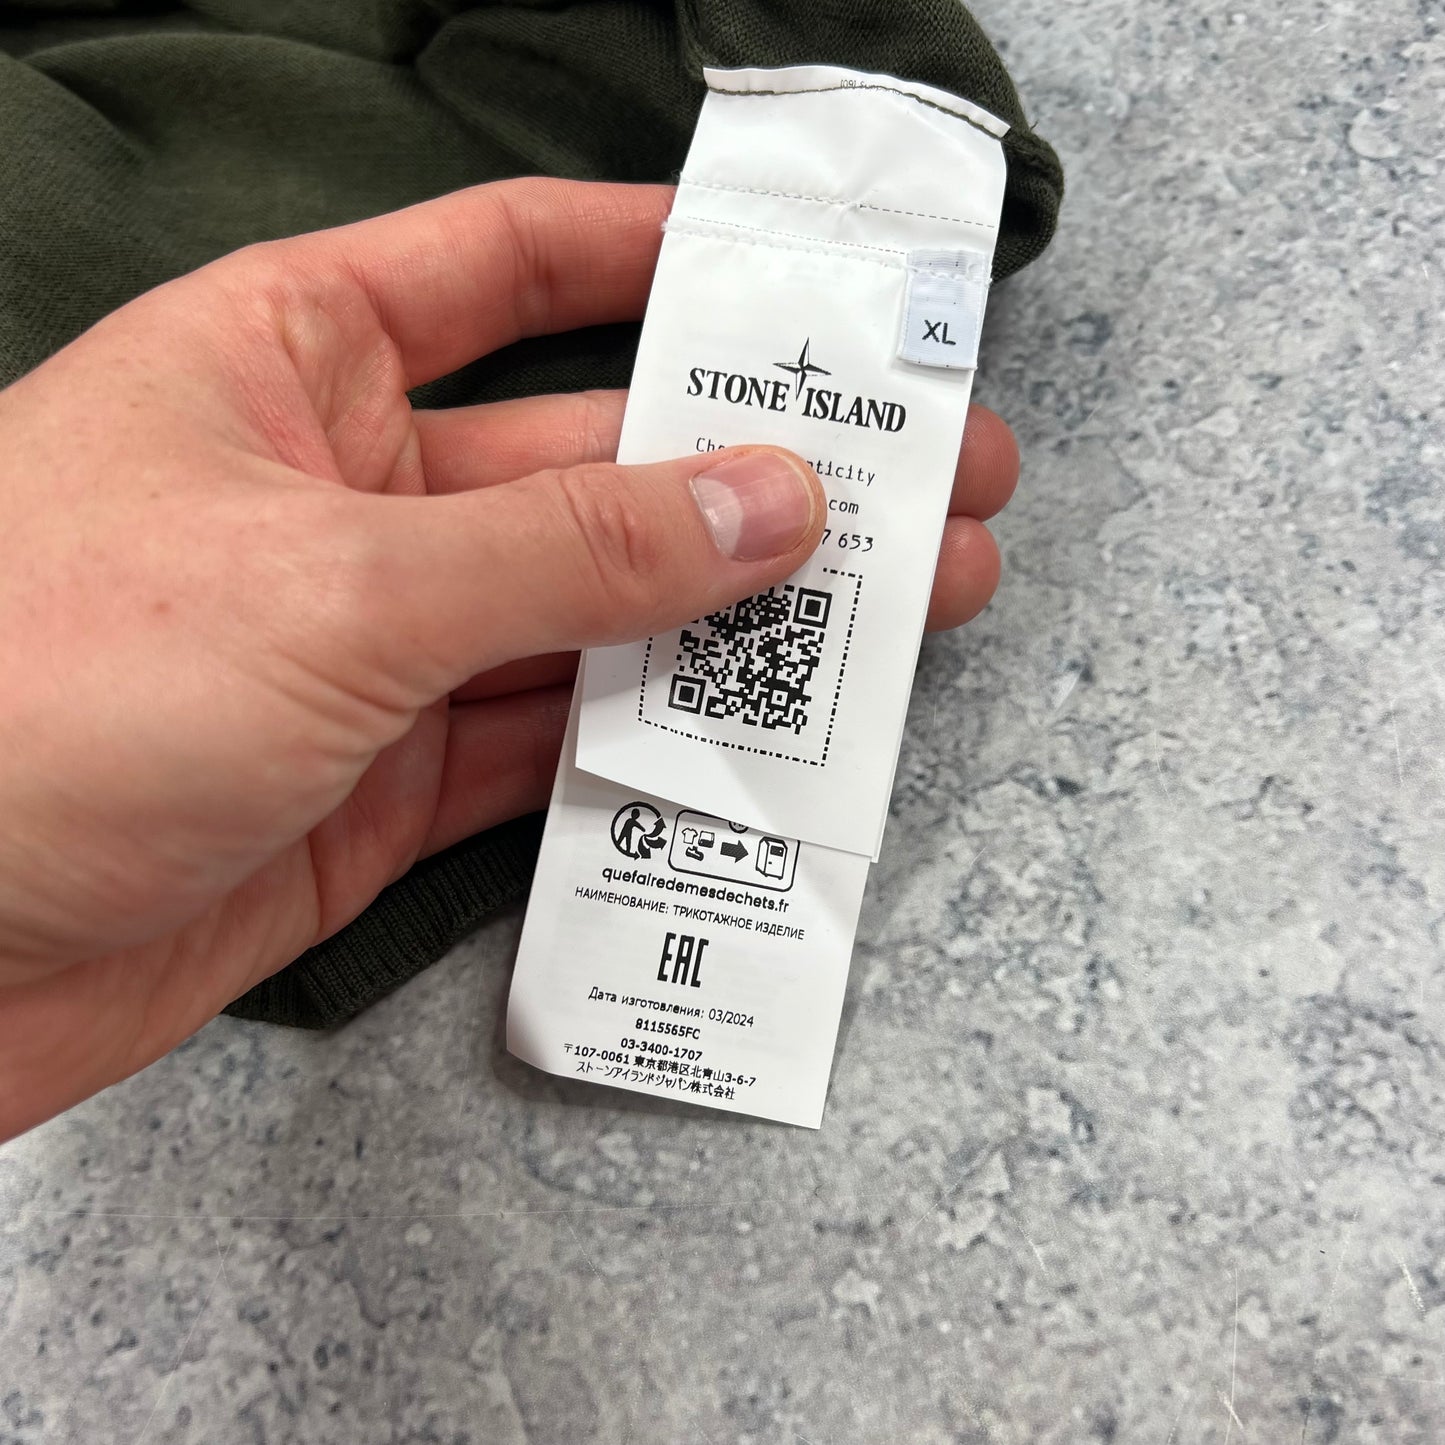 XL
STONE ISLAND
com
7 653
quefairedemesdechets.fr
НАИМЕНОВАНИЕ: ТРИКОТАЖНОЕ ИЗДЕЛИЕ
EAC
Дата изготовления: 03/2024
8115565FC
03-3400-1707
〒107-0061 東京都港区北青山3-6-7
ストーンアイランドジャパン株式会社